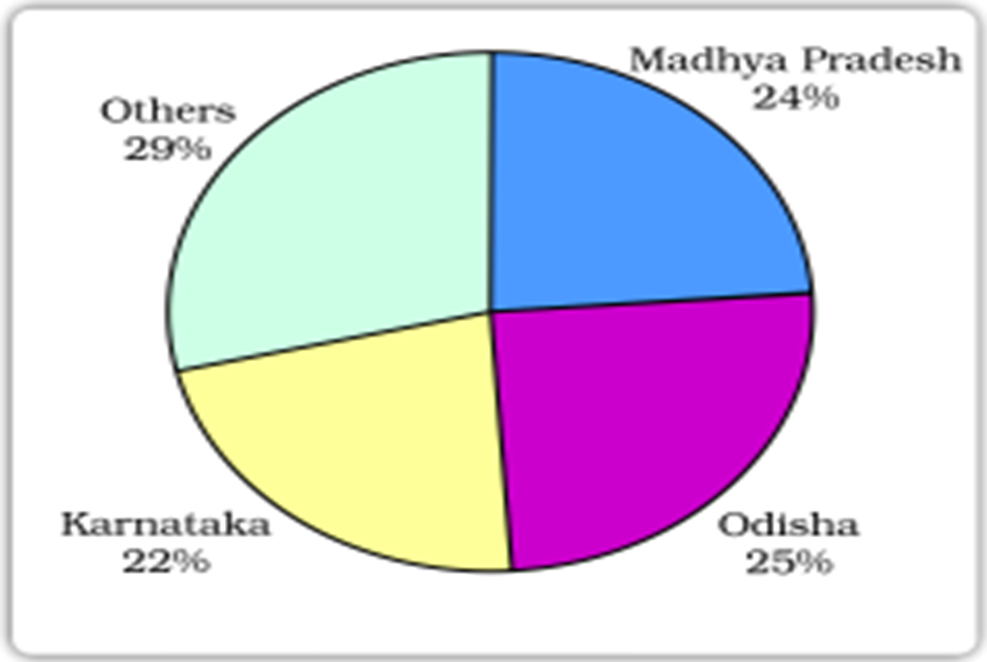 Madhya Pradesh
24%
Others
29%
Karnataka
22%
Odisha
25%